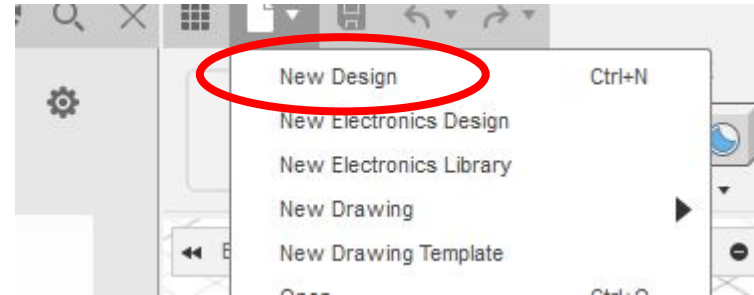 New Design Ctrl+N
New Electronics Design
New Electronics Library
New Drawing
New Drawing Template